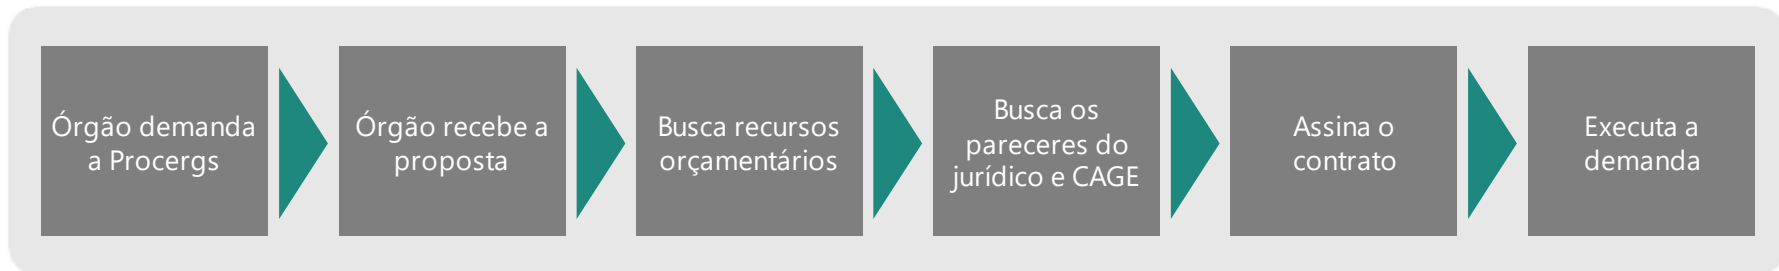 Órgão demanda
a Procergs
Órgão recebe a
proposta
Busca recursos
orçamentários
Busca os
pareceres do
jurídico e CAGE
Assina o
contrato
Executa a
demanda